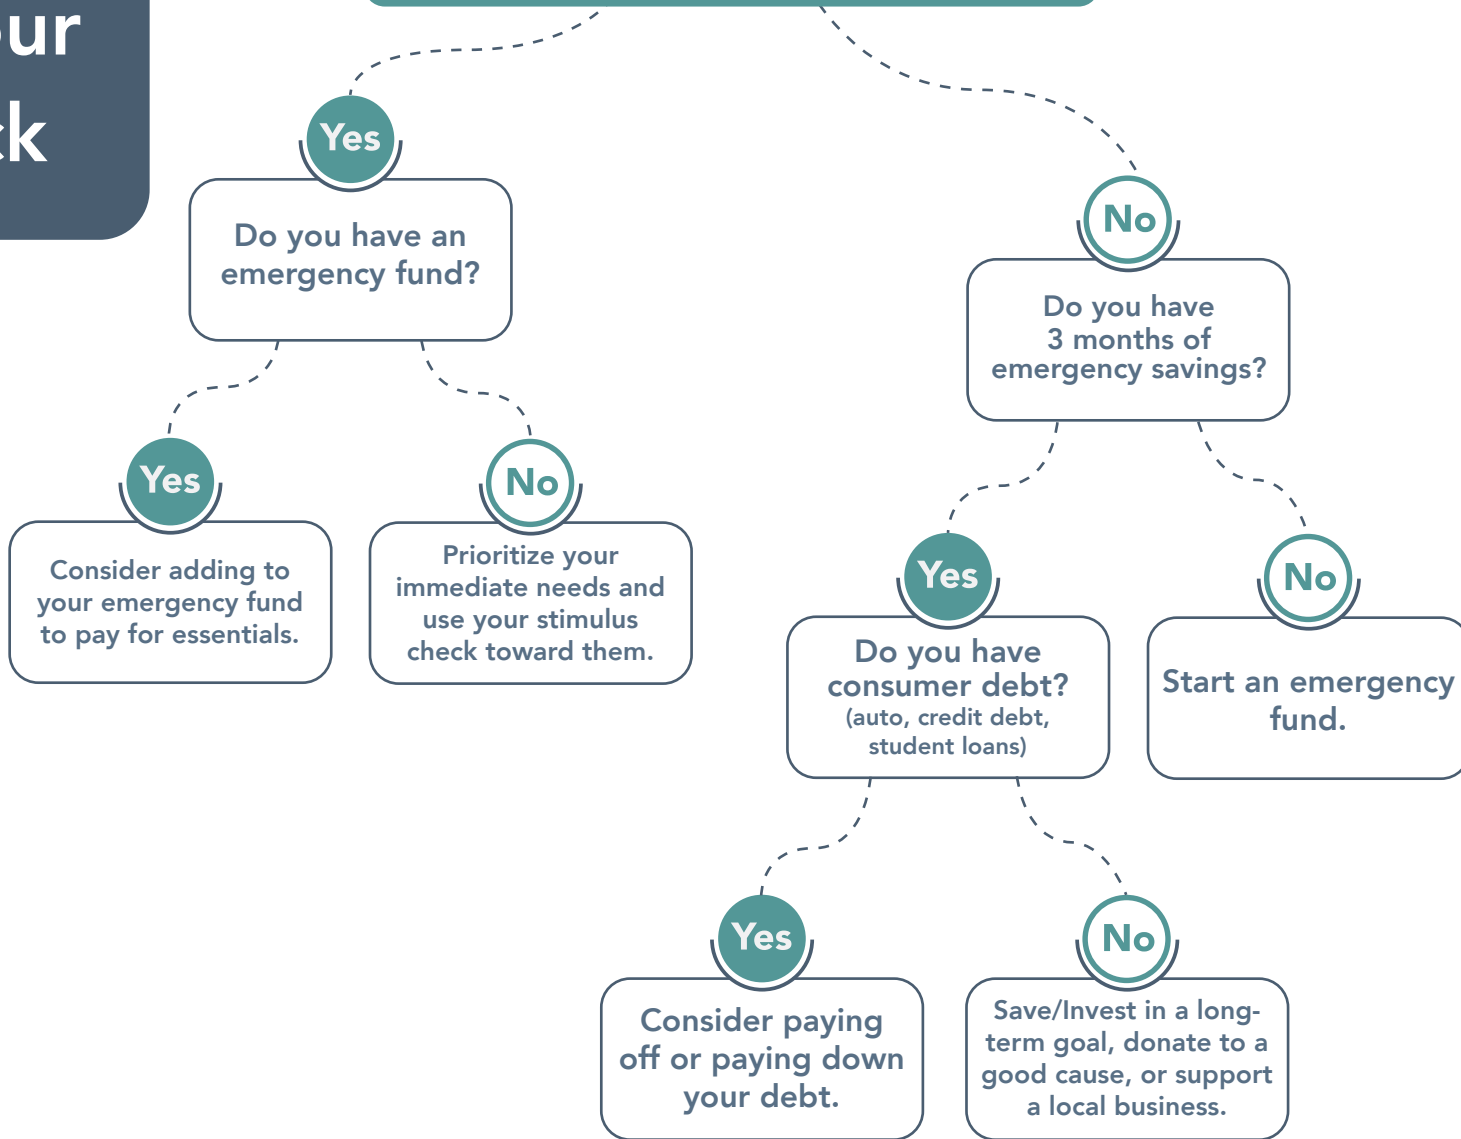 ck
Yes
Do you have an
emergency fund?
No
Do you have
3 months of
emergency savings?
Yes
Consider adding to
your emergency fund
to pay for essentials.
No
Prioritize your
immediate needs and
use your stimulus
check toward them.
Yes
Do you have
consumer debt?
(auto, credit debt,
student loans)
No
Start an emergency
fund.
Yes
Consider paying
off or paying down
your debt.
No
Save/Invest in a long-
term goal, donate to a
good cause, or support
a local business.